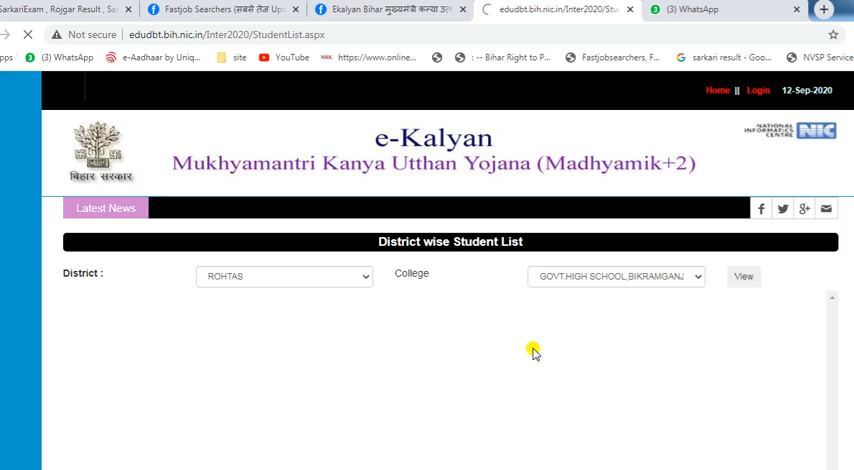 SarkariExam , Rojgar Result , Sar
Fastjob Searchers (सबसे तेज Up
Ekalyan Bihar मुख्यमंत्री कन्या उत्
edudbt.bih.nic.in/Inter2020/Stu
(3) WhatsApp
Not secure
edudbt.bih.nic.in/Inter2020/StudentList.aspx
pps
(3) WhatsApp
e-Aadhaar by Uniq...
site
YouTube
https://www.online...
: -- Bihar Right to P...
Fastjobsearchers, F...
sarkari result - Goo...
NVSP Service
Home || Login 12-Sep-2020
बिहार सरकार
e-Kalyan
Mukhyamantri Kanya Utthan Yojana (Madhyamik+2)
NATIONAL
INFORMATICS
CENTRE
NIC
Latest News
District wise Student List
District :
ROHTAS
College
GOVT.HIGH SCHOOL,BIKRAMGANJ
View